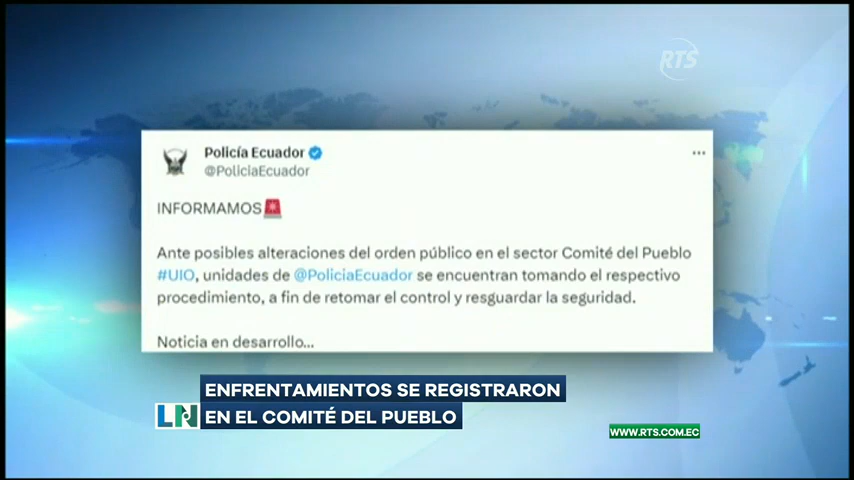 RTS
Policía Ecuador
@PoliciaEcuador
INFORMAMOS
Ante posibles alteraciones del orden público en el sector Comité del Pueblo
#UIO, unidades de @PoliciaEcuador se encuentran tomando el respectivo
procedimiento, a fin de retomar el control y resguardar la seguridad.
Noticia en desarrollo...
ENFRENTAMIENTOS SE REGISTRARON
LN EN EL COMITÉ DEL PUEBLO
WWW.RTS.COM.EC